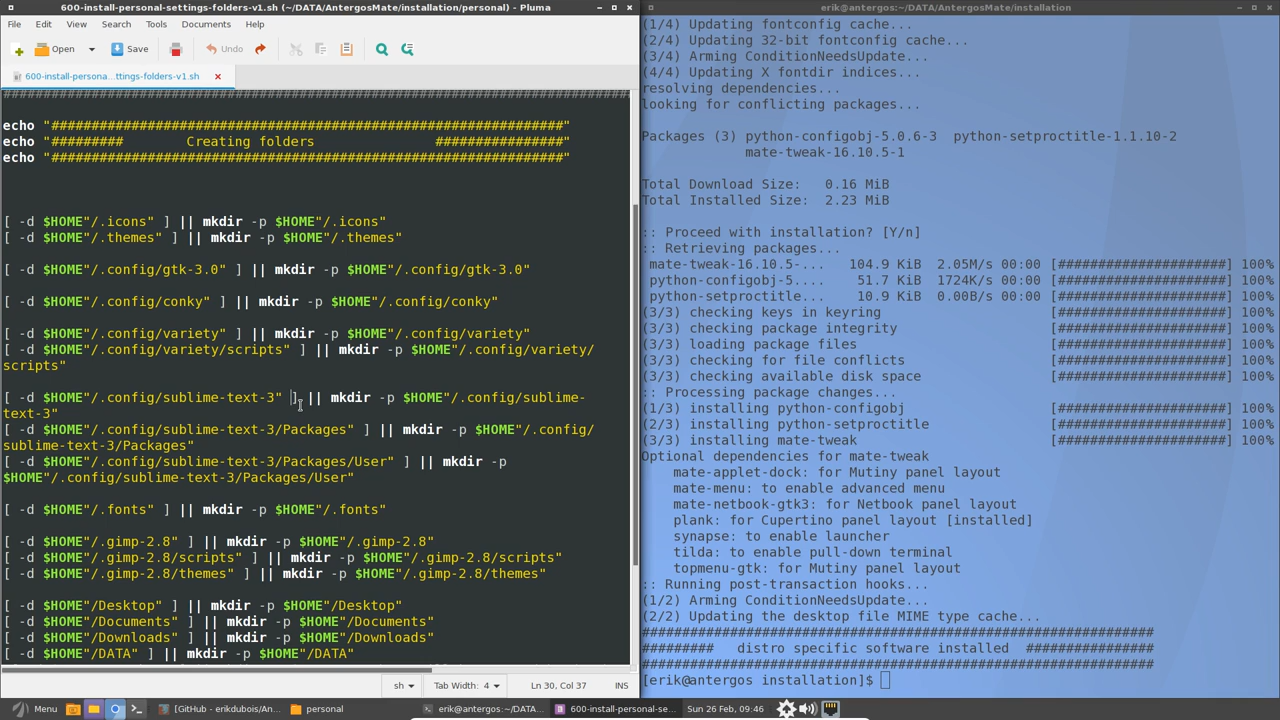 600-install-personal-settings-folders-v1.sh (~/DATA/AntergosMate/installation/personal) - Pluma
File Edit View Search Tools Documents Help
Open Save Undo
600-install-persona...ttings-folders-v1.sh
################################################################################
echo "################################################################"
echo "######### Creating folders ################"
echo "################################################################"
[ -d $HOME"/.icons" ] || mkdir -p $HOME"/.icons"
[ -d $HOME"/.themes" ] || mkdir -p $HOME"/.themes"
[ -d $HOME"/.config/gtk-3.0" ] || mkdir -p $HOME"/.config/gtk-3.0"
[ -d $HOME"/.config/conky" ] || mkdir -p $HOME"/.config/conky"
[ -d $HOME"/.config/variety" ] || mkdir -p $HOME"/.config/variety"
[ -d $HOME"/.config/variety/scripts" ] || mkdir -p $HOME"/.config/variety/
scripts"
[ -d $HOME"/.config/sublime-text-3" ] || mkdir -p $HOME"/.config/sublime-
text-3"
[ -d $HOME"/.config/sublime-text-3/Packages" ] || mkdir -p $HOME"/.config/
sublime-text-3/Packages"
[ -d $HOME"/.config/sublime-text-3/Packages/User" ] || mkdir -p
$HOME"/.config/sublime-text-3/Packages/User"
[ -d $HOME"/.fonts" ] || mkdir -p $HOME"/.fonts"
[ -d $HOME"/.gimp-2.8" ] || mkdir -p $HOME"/.gimp-2.8"
[ -d $HOME"/.gimp-2.8/scripts" ] || mkdir -p $HOME"/.gimp-2.8/scripts"
[ -d $HOME"/.gimp-2.8/themes" ] || mkdir -p $HOME"/.gimp-2.8/themes"
[ -d $HOME"/Desktop" ] || mkdir -p $HOME"/Desktop"
[ -d $HOME"/Documents" ] || mkdir -p $HOME"/Documents"
[ -d $HOME"/Downloads" ] || mkdir -p $HOME"/Downloads"
[ -d $HOME"/DATA" ] || mkdir -p $HOME"/DATA"
sh Tab Width: 4 Ln 30, Col 37 INS
erik@antergos:~/DATA/AntergosMate/installation
(1/4) Updating fontconfig cache...
(2/4) Updating 32-bit fontconfig cache...
(3/4) Arming ConditionNeedsUpdate...
(4/4) Updating X fontdir indices...
resolving dependencies...
looking for conflicting packages...
Packages (3) python-configobj-5.0.6-3 python-setproctitle-1.1.10-2
mate-tweak-16.10.5-1
Total Download Size: 0.16 MiB
Total Installed Size: 2.23 MiB
:: Proceed with installation? [Y/n]
:: Retrieving packages...
mate-tweak-16.10.5-... 104.9 KiB 2.05M/s 00:00 [#####################] 100%
python-configobj-5.... 51.7 KiB 1724K/s 00:00 [#####################] 100%
python-setproctitle... 10.9 KiB 0.00B/s 00:00 [#####################] 100%
(3/3) checking keys in keyring [#####################] 100%
(3/3) checking package integrity [#####################] 100%
(3/3) loading package files [#####################] 100%
(3/3) checking for file conflicts [#####################] 100%
(3/3) checking available disk space [#####################] 100%
:: Processing package changes...
(1/3) installing python-configobj [#####################] 100%
(2/3) installing python-setproctitle [#####################] 100%
(3/3) installing mate-tweak [#####################] 100%
Optional dependencies for mate-tweak
mate-applet-dock: for Mutiny panel layout
mate-menu: to enable advanced menu
mate-netbook-gtk3: for Netbook panel layout
plank: for Cupertino panel layout [installed]
synapse: to enable launcher
tilda: to enable pull-down terminal
topmenu-gtk: for Mutiny panel layout
:: Running post-transaction hooks...
(1/2) Arming ConditionNeedsUpdate...
(2/2) Updating the desktop file MIME type cache...
################################################################
######### distro specific software installed ################
################################################################
[erik@antergos installation]$
Menu [GitHub - erikdubois/An... personal erik@antergos:~/DATA... 600-install-personal-se... Sun 26 Feb, 09:46